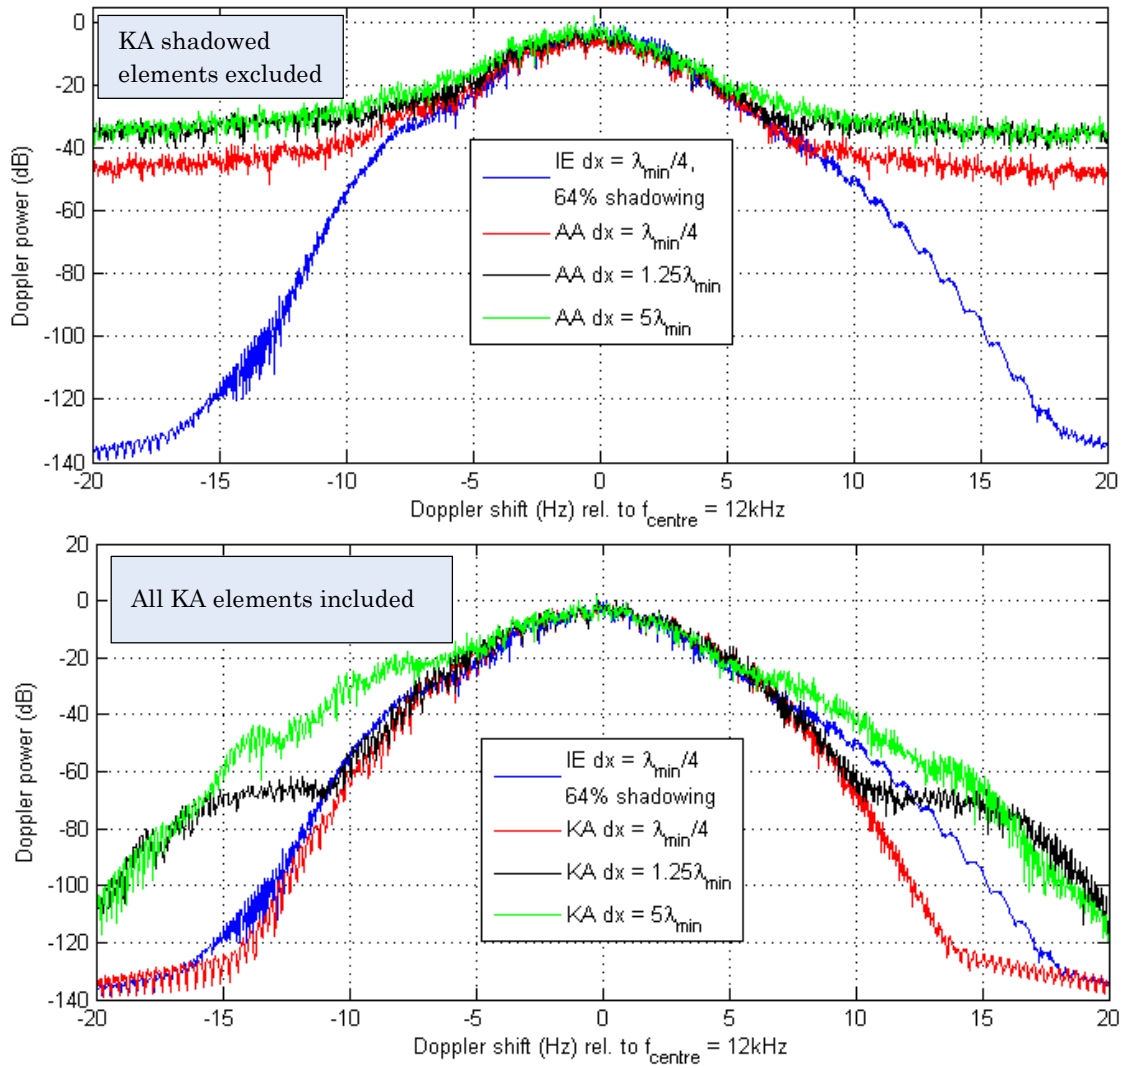 KA shadowed
elements excluded
0
-20
-40
-60
-80
-100
-120
-140
Doppler power (dB)
IE dx = λmin/4,
64% shadowing
AA dx = λmin/4
AA dx = 1.25λmin
AA dx = 5λmin
-20 -15 -10 -5 0 5 10 15 20
Doppler shift (Hz) rel. to fcentre = 12kHz
All KA elements included
20
0
-20
-40
-60
-80
-100
-120
-140
Doppler power (dB)
IE dx = λmin/4
64% shadowing
KA dx = λmin/4
KA dx = 1.25λmin
KA dx = 5λmin
-20 -15 -10 -5 0 5 10 15 20
Doppler shift (Hz) rel. to fcentre = 12kHz